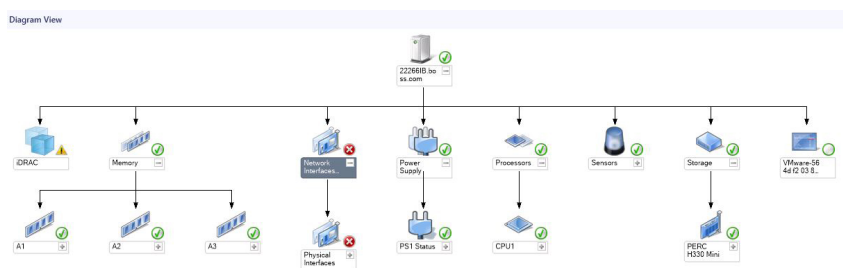 Diagram View
22266IB.bo
ss.com
iDRAC
Memory
Network
Interfaces...
Power
Supply
Processors
Sensors
Storage
VMware-56
4d f2 03 8...
A1
A2
A3
Physical
Interfaces
PS1 Status
CPU1
PERC
H330 Mini